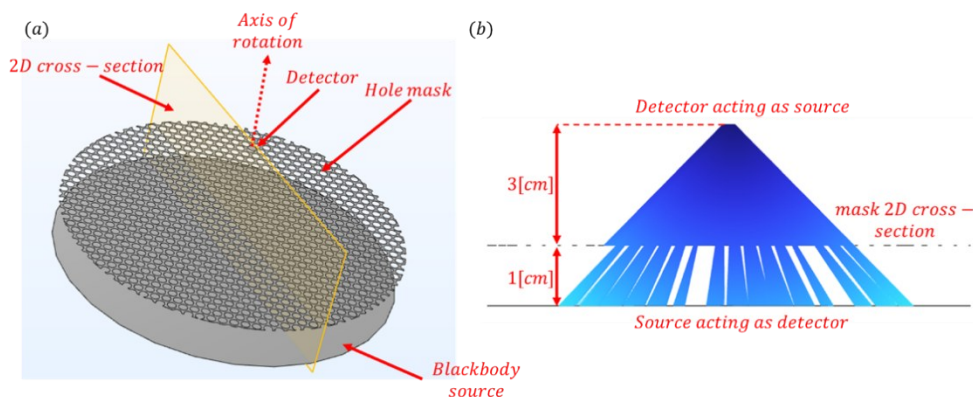 (a)
Axis of
rotation
2D cross − section
Detector
Hole mask
Blackbody
source
(b)
Detector acting as source
3[cm]
mask 2D cross −
section
1[cm]
Source acting as detector